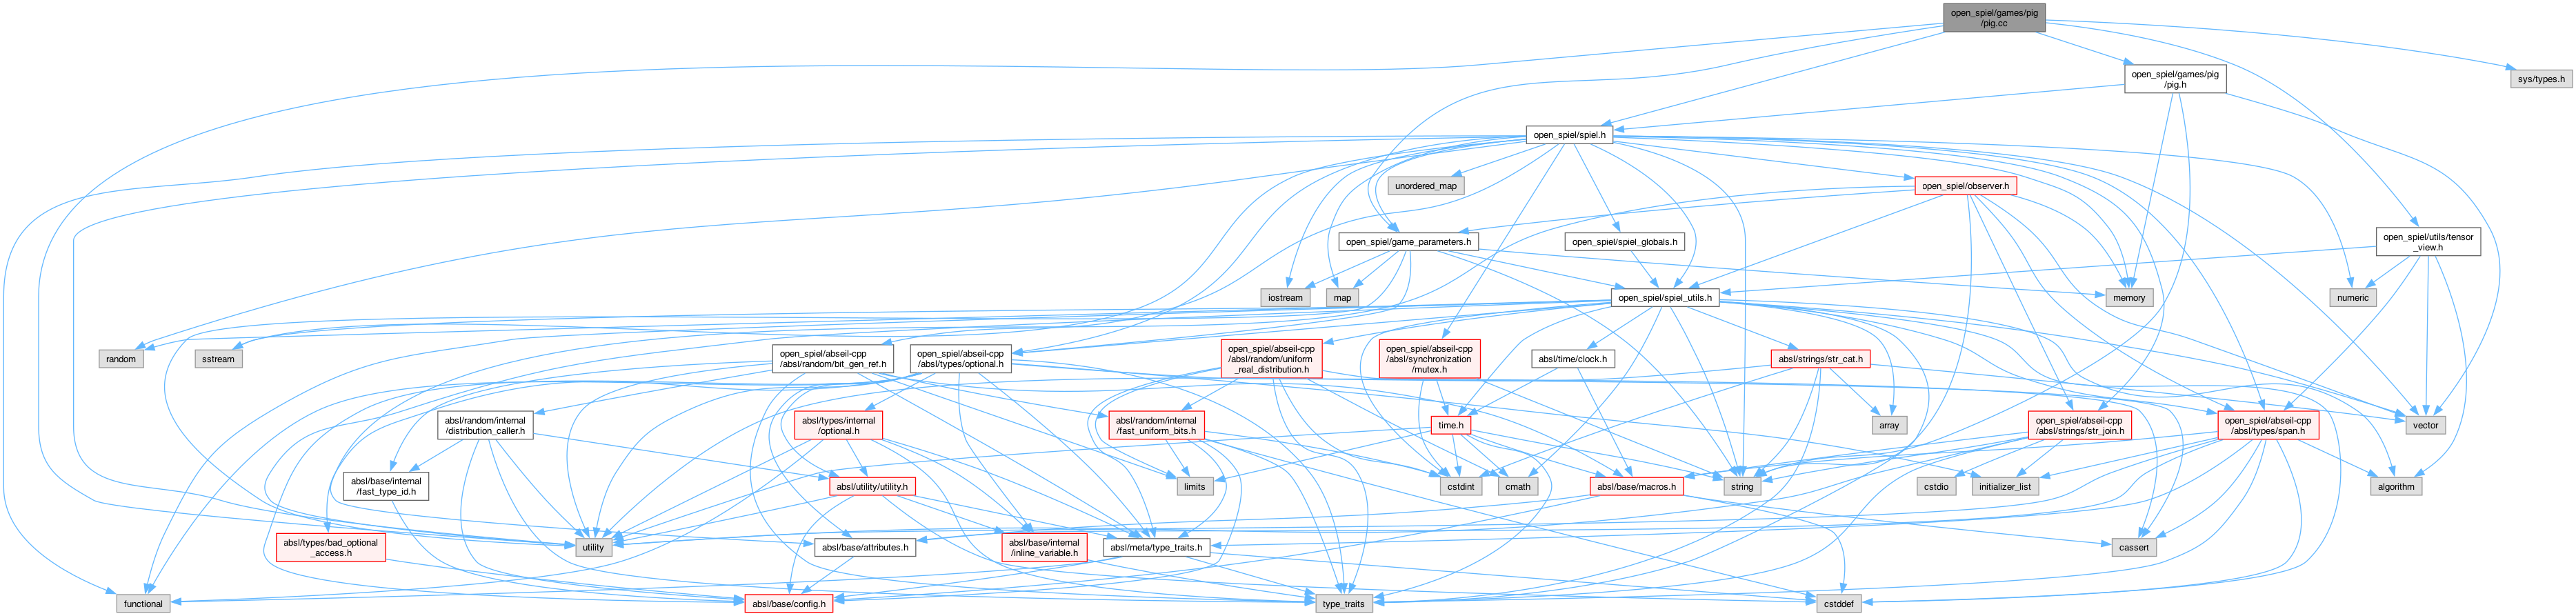 open_spiel/games/pig
/pig.cc
sys/types.h
open_spiel/games/pig
/pig.h
open_spiel/spiel.h
unordered_map
open_spiel/observer.h
open_spiel/game_parameters.h
open_spiel/spiel_globals.h
open_spiel/utils/tensor
_view.h
iostream
map
open_spiel/spiel_utils.h
memory
numeric
random
sstream
open_spiel/abseil-cpp
/absl/random/bit_gen_ref.h
open_spiel/abseil-cpp
/absl/types/optional.h
open_spiel/abseil-cpp
/absl/random/uniform
_real_distribution.h
open_spiel/abseil-cpp
/absl/synchronization
/mutex.h
absl/time/clock.h
absl/strings/str_cat.h
absl/random/internal
/distribution_caller.h
absl/types/internal
/optional.h
absl/random/internal
/fast_uniform_bits.h
time.h
array
open_spiel/abseil-cpp
/absl/strings/str_join.h
open_spiel/abseil-cpp
/absl/types/span.h
vector
absl/base/internal
/fast_type_id.h
absl/utility/utility.h
limits
cstdint
cmath
absl/base/macros.h
string
cstdio
initializer_list
algorithm
absl/types/bad_optional
_access.h
utility
absl/base/attributes.h
absl/base/internal
/inline_variable.h
absl/meta/type_traits.h
cassert
functional
absl/base/config.h
type_traits
cstddef